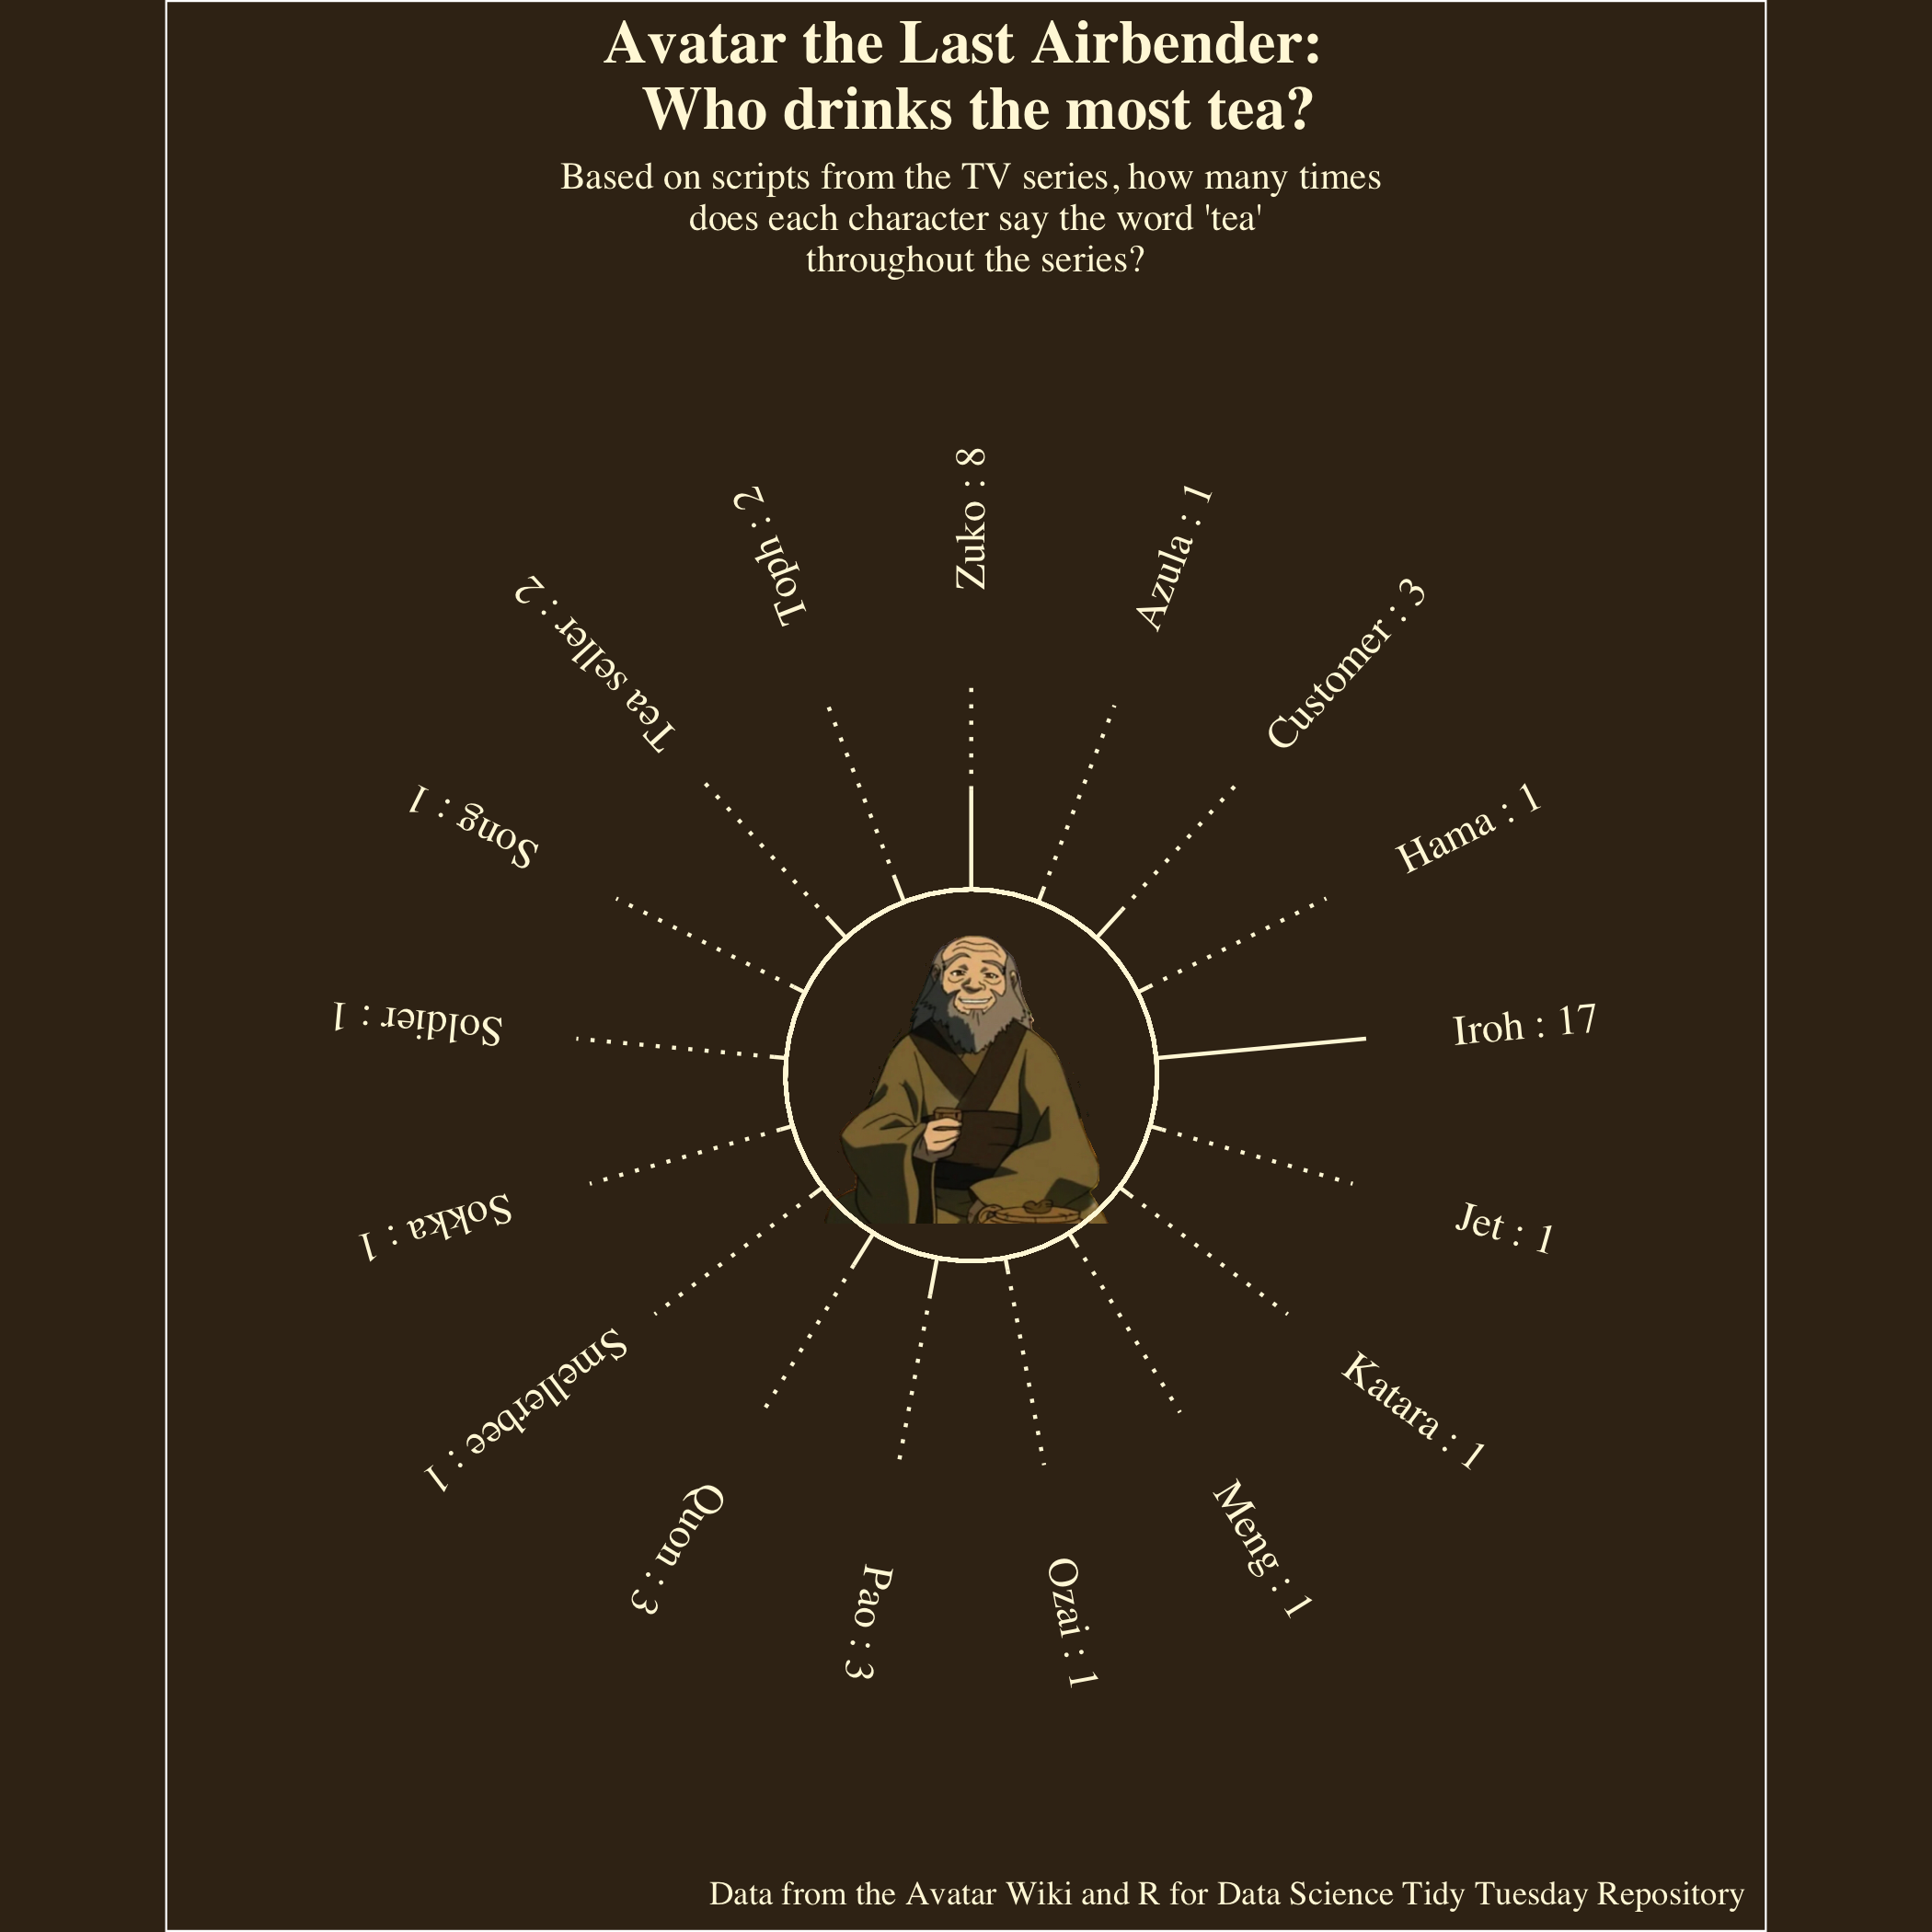 Avatar the Last Airbender:
Who drinks the most tea?
Based on scripts from the TV series, how many times
does each character say the word 'tea'
throughout the series?
Zuko : 8
Azula : 1
Customer : 3
Hama : 1
Iroh : 17
Jet : 1
Katara : 1
Meng : 1
Ozai : 1
Pao : 3
Quon : 3
Smellerbee : 1
Sokka : 1
Soldier : 1
Song : 1
Tea seller : 2
Toph : 2
Data from the Avatar Wiki and R for Data Science Tidy Tuesday Repository